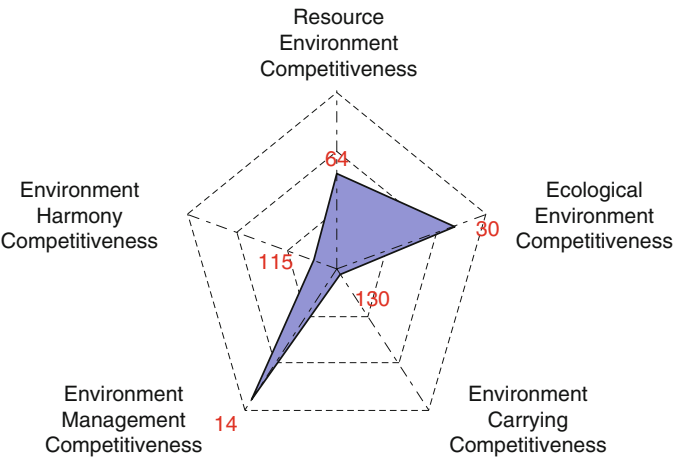 Resource
Environment
Competitiveness
64
Ecological
Environment
Competitiveness
30
Environment
Harmony
Competitiveness
115
130
Environment
Management
Competitiveness
14
Environment
Carrying
Competitiveness